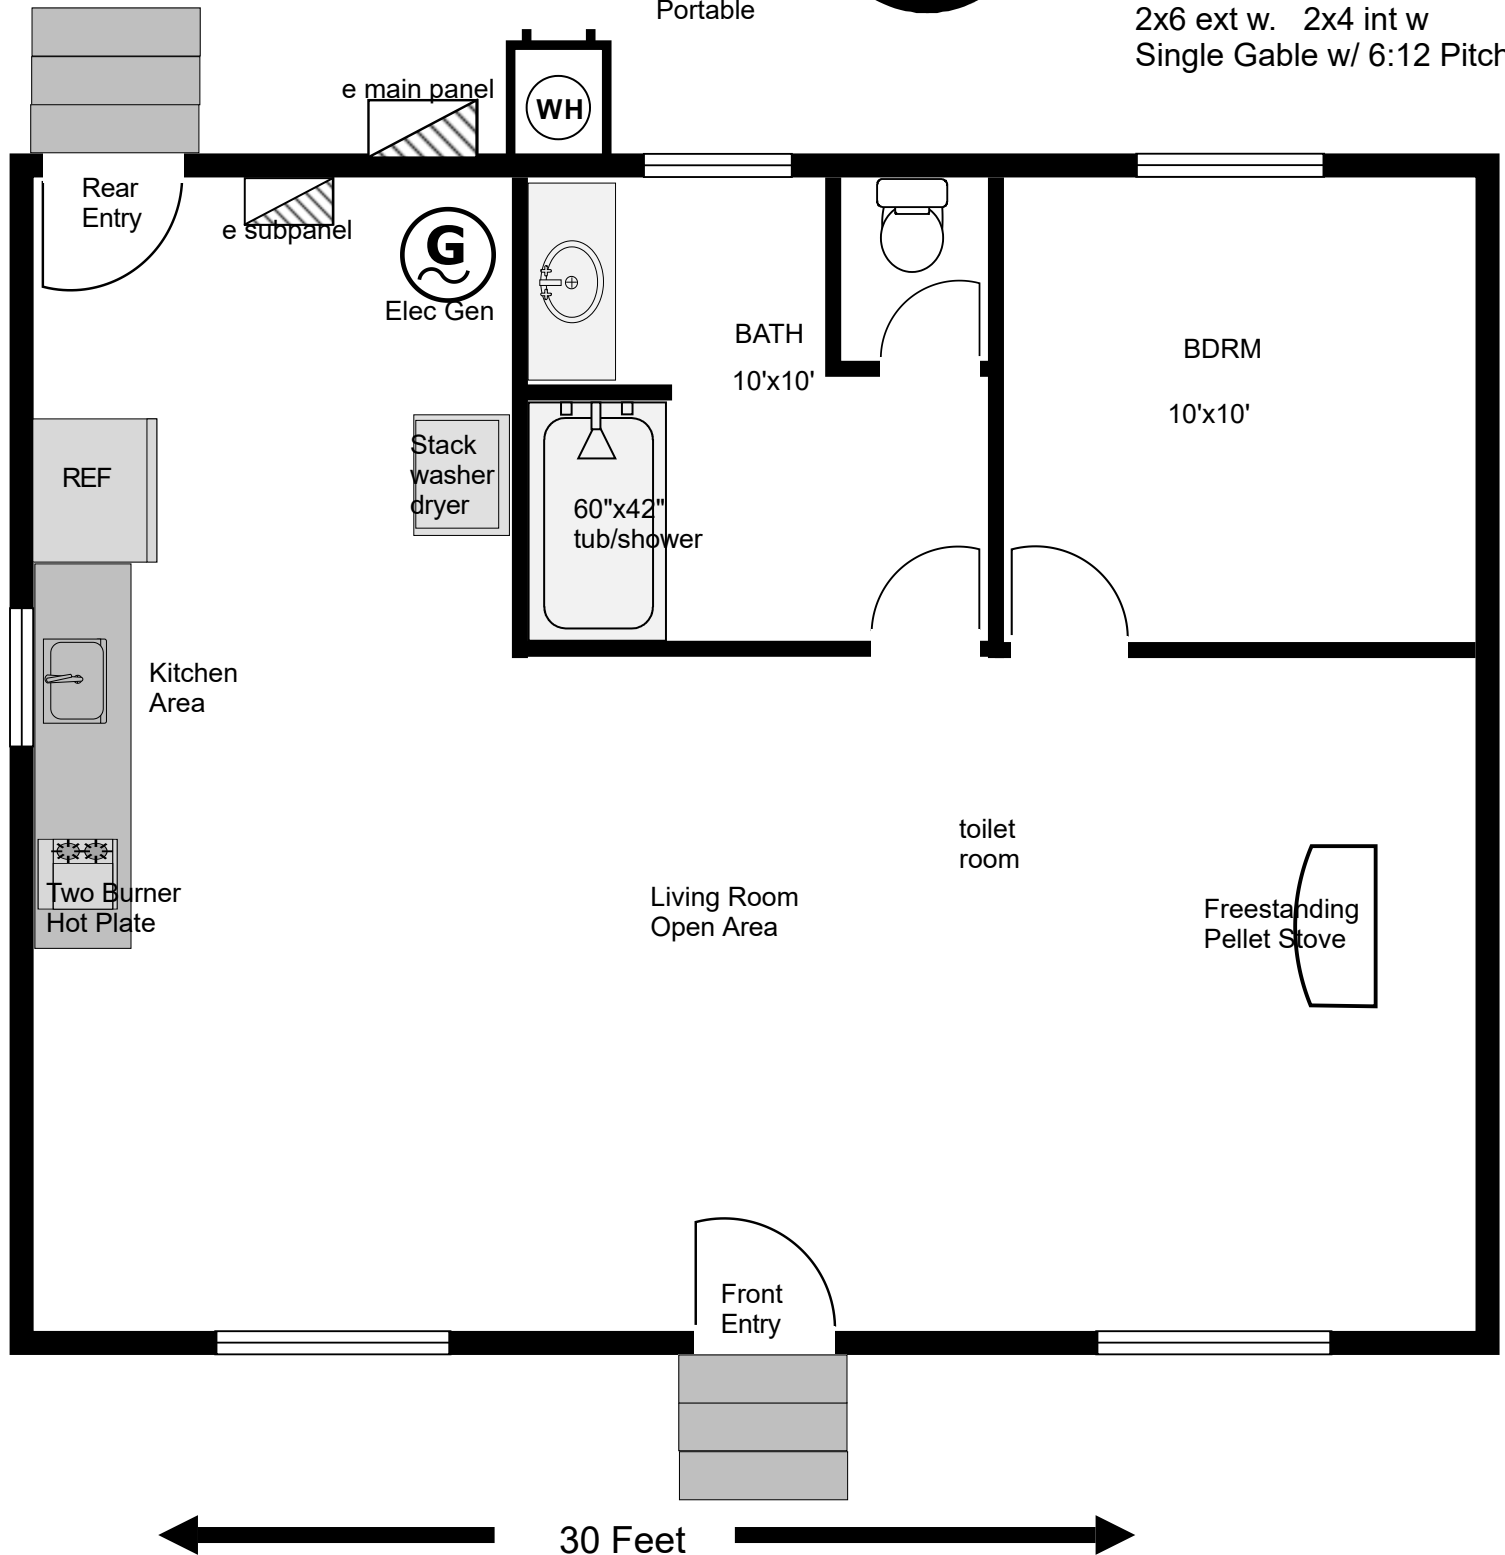 Portable
2x6 ext w.   2x4 int w
Single Gable w/ 6:12 Pitch
e main panel
WH
Rear
Entry
e subpanel
G
Elec Gen
BATH
10'x10'
BDRM
10'x10'
REF
Stack
washer
dryer
60"x42"
tub/shower
Kitchen
Area
toilet
room
Two Burner
Hot Plate
Living Room
Open Area
Freestanding
Pellet Stove
Front
Entry
30 Feet